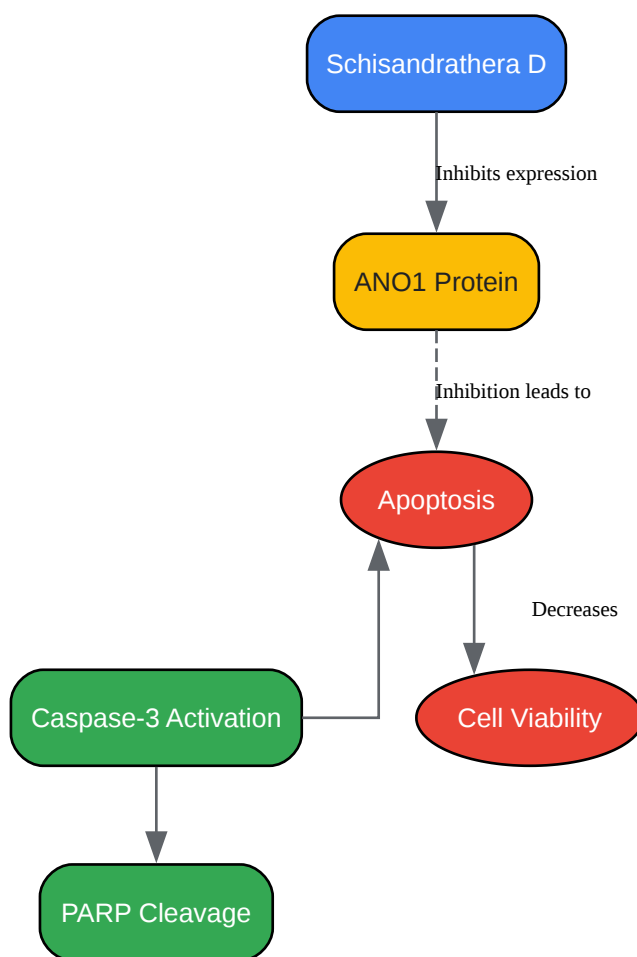 Schisandrathera D
Inhibits expression
ANO1 Protein
Inhibition leads to
Apoptosis
Decreases
Caspase-3 Activation
Cell Viability
PARP Cleavage